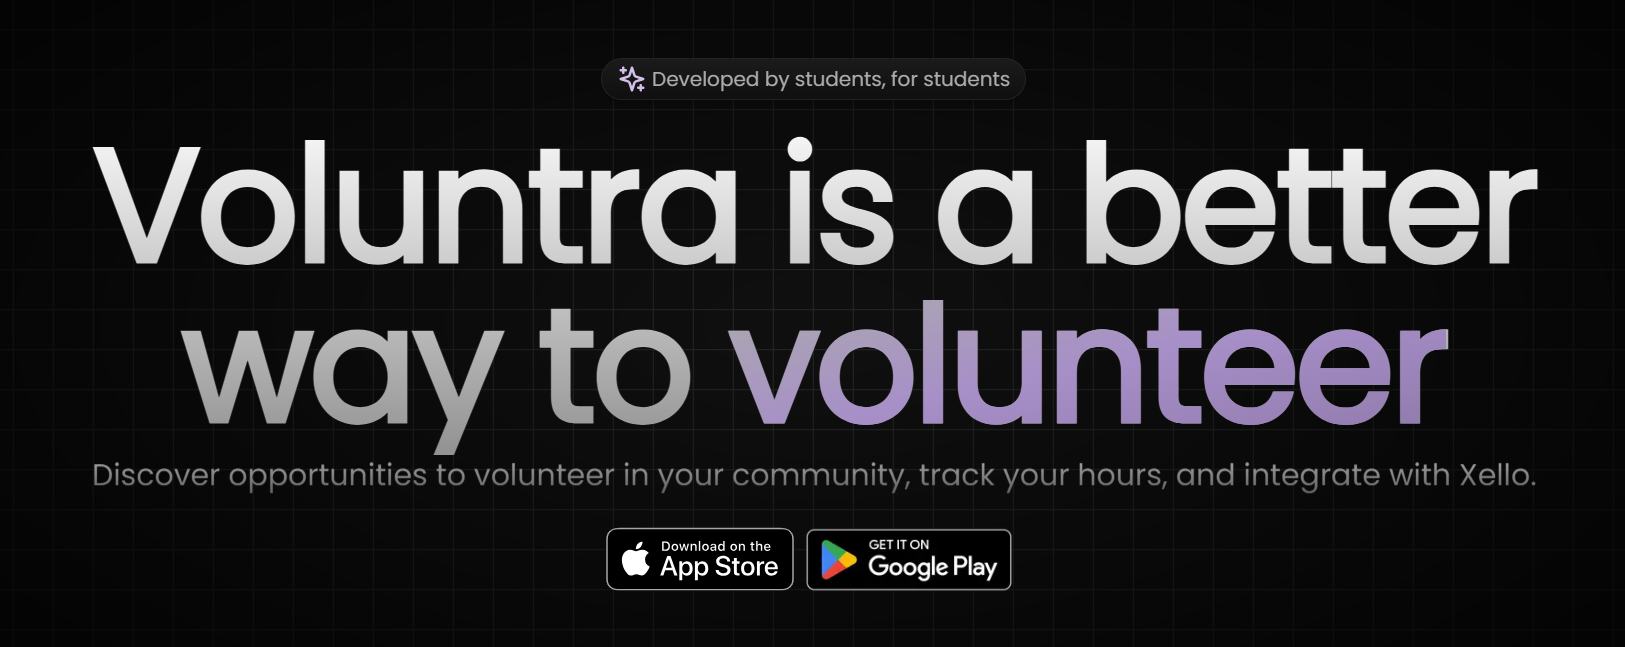 Developed by students, for students
Voluntra is a better
way to volunteer
Discover opportunities to volunteer in your community, track your hours, and integrate with Xello.
Download on the
App Store
GET IT ON
Google Play